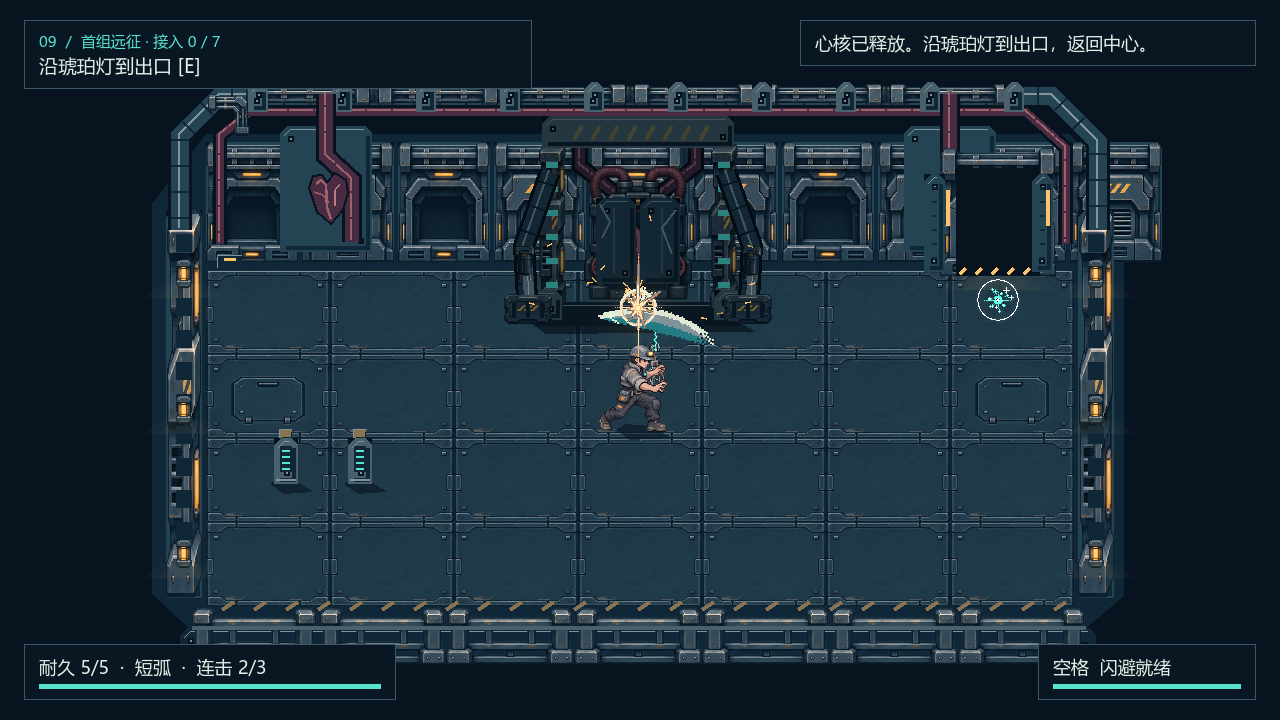 09 / 首组远征 · 接入 0 / 7
沿琥珀灯到出口 [E]
心核已释放。沿琥珀灯到出口，返回中心。
耐久 5/5 · 短弧 · 连击 2/3
空格 闪避就绪